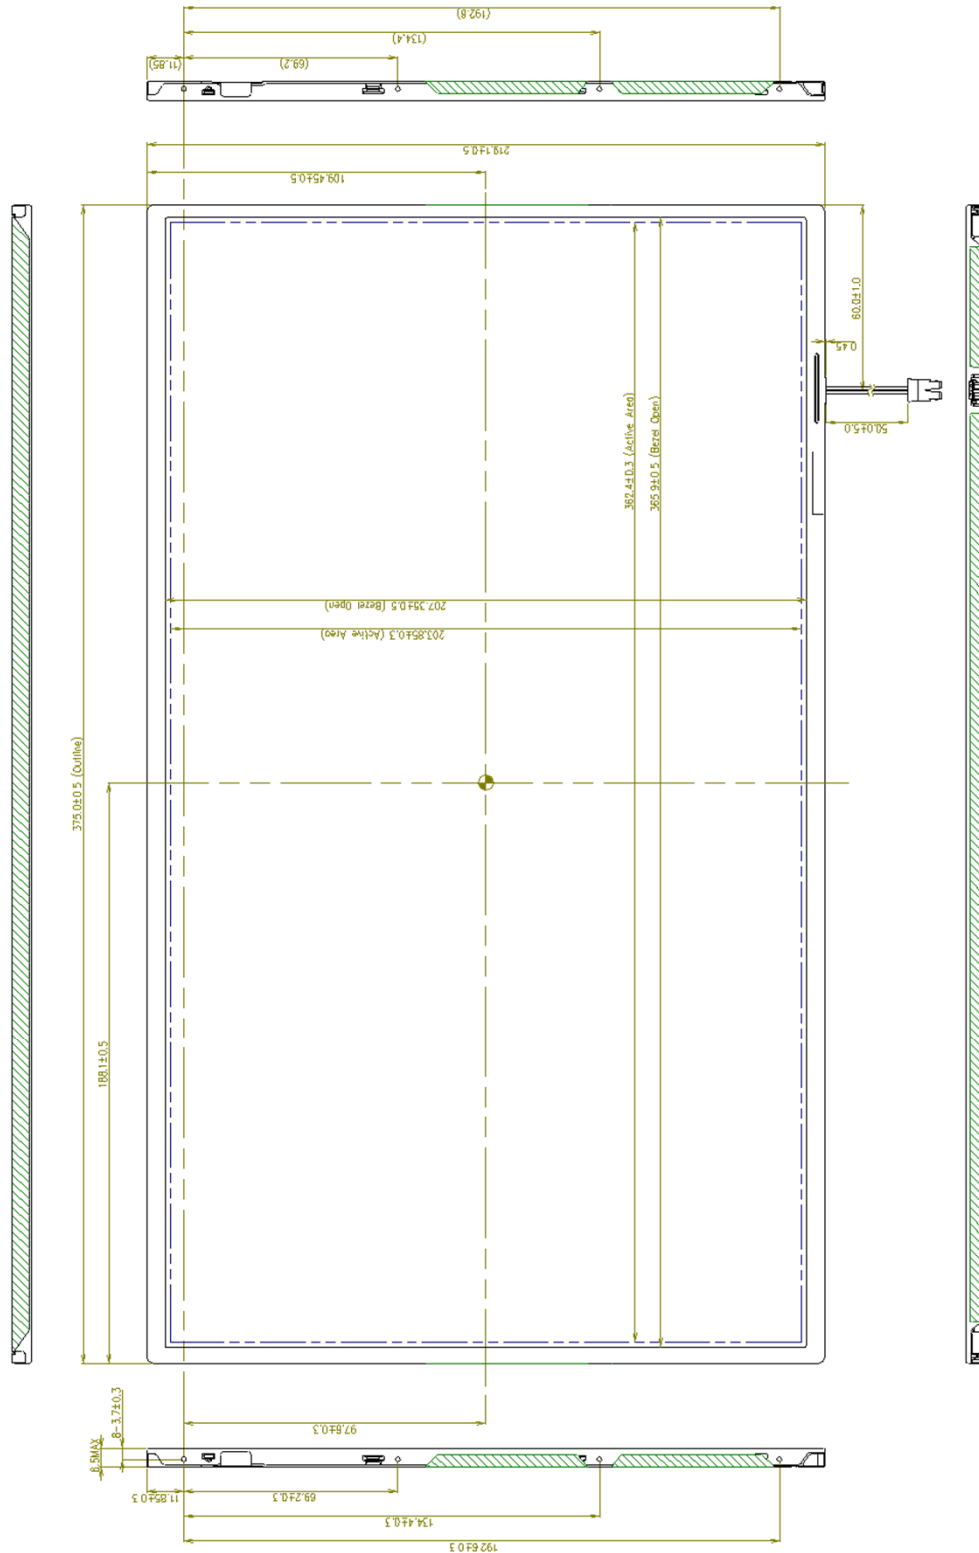 (192.8)
(134.4)
(69.2)
(11.85)
219.1±0.5
109.45±0.5
60.0±1.0
0.45
50.0±5.0
362.4±0.3 (Active Area)
365.9±0.5 (Bezel Open)
207.35±0.5 (Bezel Open)
203.85±0.3 (Active Area)
375.0±0.5 (Outline)
188.1±0.5
97.6±0.3
8-3.7±0.3
6.5MAX
11.85±0.3
69.2±0.3
134.4±0.3
192.6±0.3